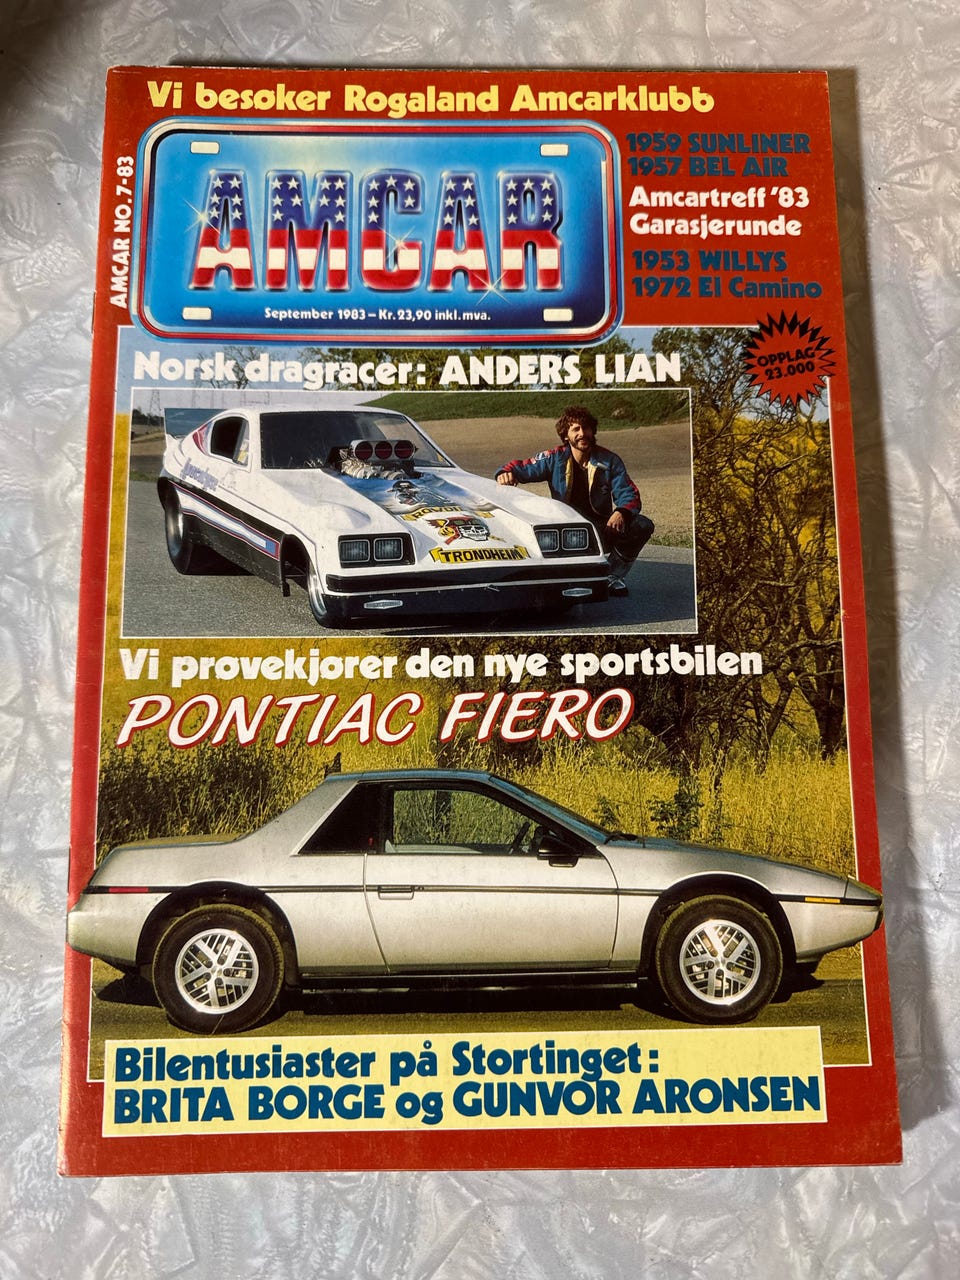 Vi besøker Rogaland Amcarklubb
AMCAR NO. 7-83
AMCAR
September 1983 – Kr. 23,90 inkl. mva.
1959 SUNLINER
1957 BEL AIR
Amcartreff '83
Garasjerunde
1953 WILLYS
1972 El Camino
OPPLAG
23.000
Norsk dragracer: ANDERS LIAN
TRONDHEIM
Vi prøvekjører den nye sportsbilen
PONTIAC FIERO
Bilentusiaster på Stortinget:
BRITA BORGE og GUNVOR ARONSEN